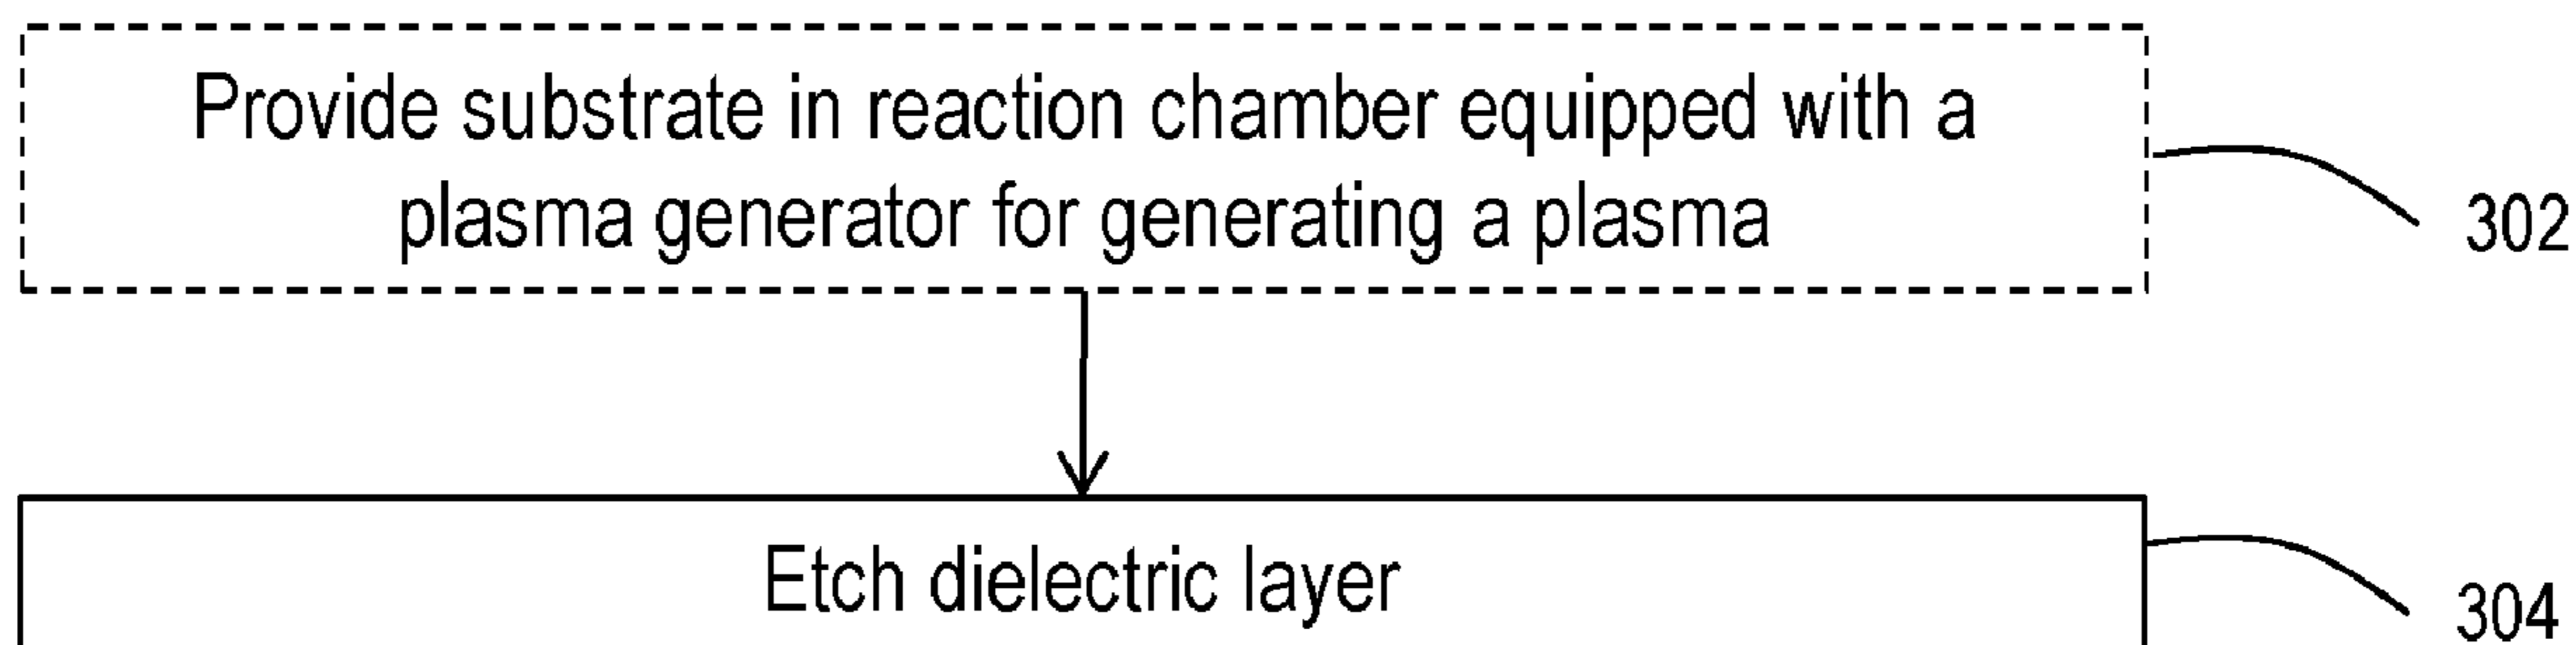 Provide substrate in reaction chamber equipped with a
plasma generator for generating a plasma
302
Etch dielectric layer
304